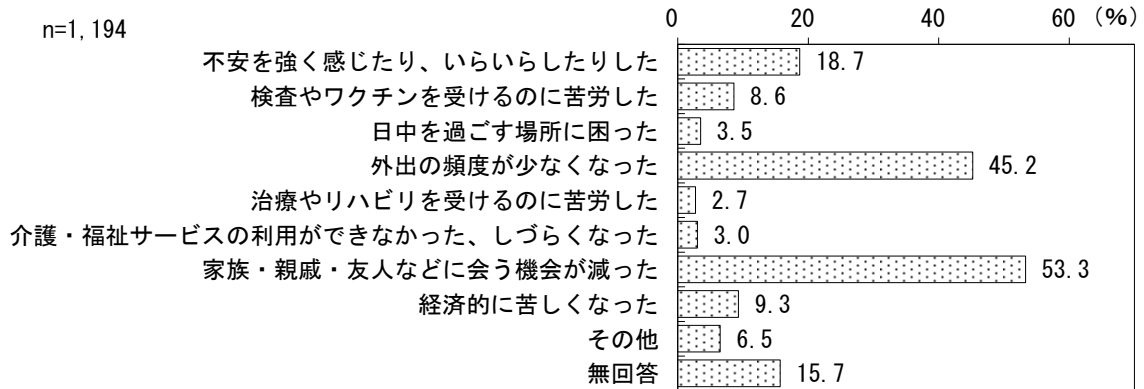 0 20 40 60 (%)
n=1,194
不安を強く感じたり、いらいらしたりした 18.7
検査やワクチンを受けるのに苦労した 8.6
日中を過ごす場所に困った 3.5
外出の頻度が少なくなった 45.2
治療やリハビリを受けるのに苦労した 2.7
介護・福祉サービスの利用ができなかった、しづらくなった 3.0
家族・親戚・友人などに会う機会が減った 53.3
経済的に苦しくなった 9.3
その他 6.5
無回答 15.7